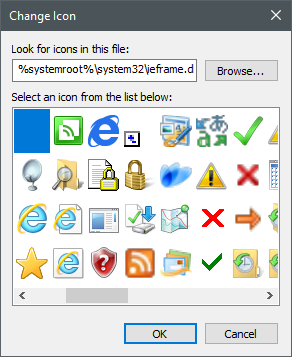 Change Icon
Look for icons in this file:
%systemroot%\system32\ieframe.d
Browse...
Select an icon from the list below:
OK
Cancel